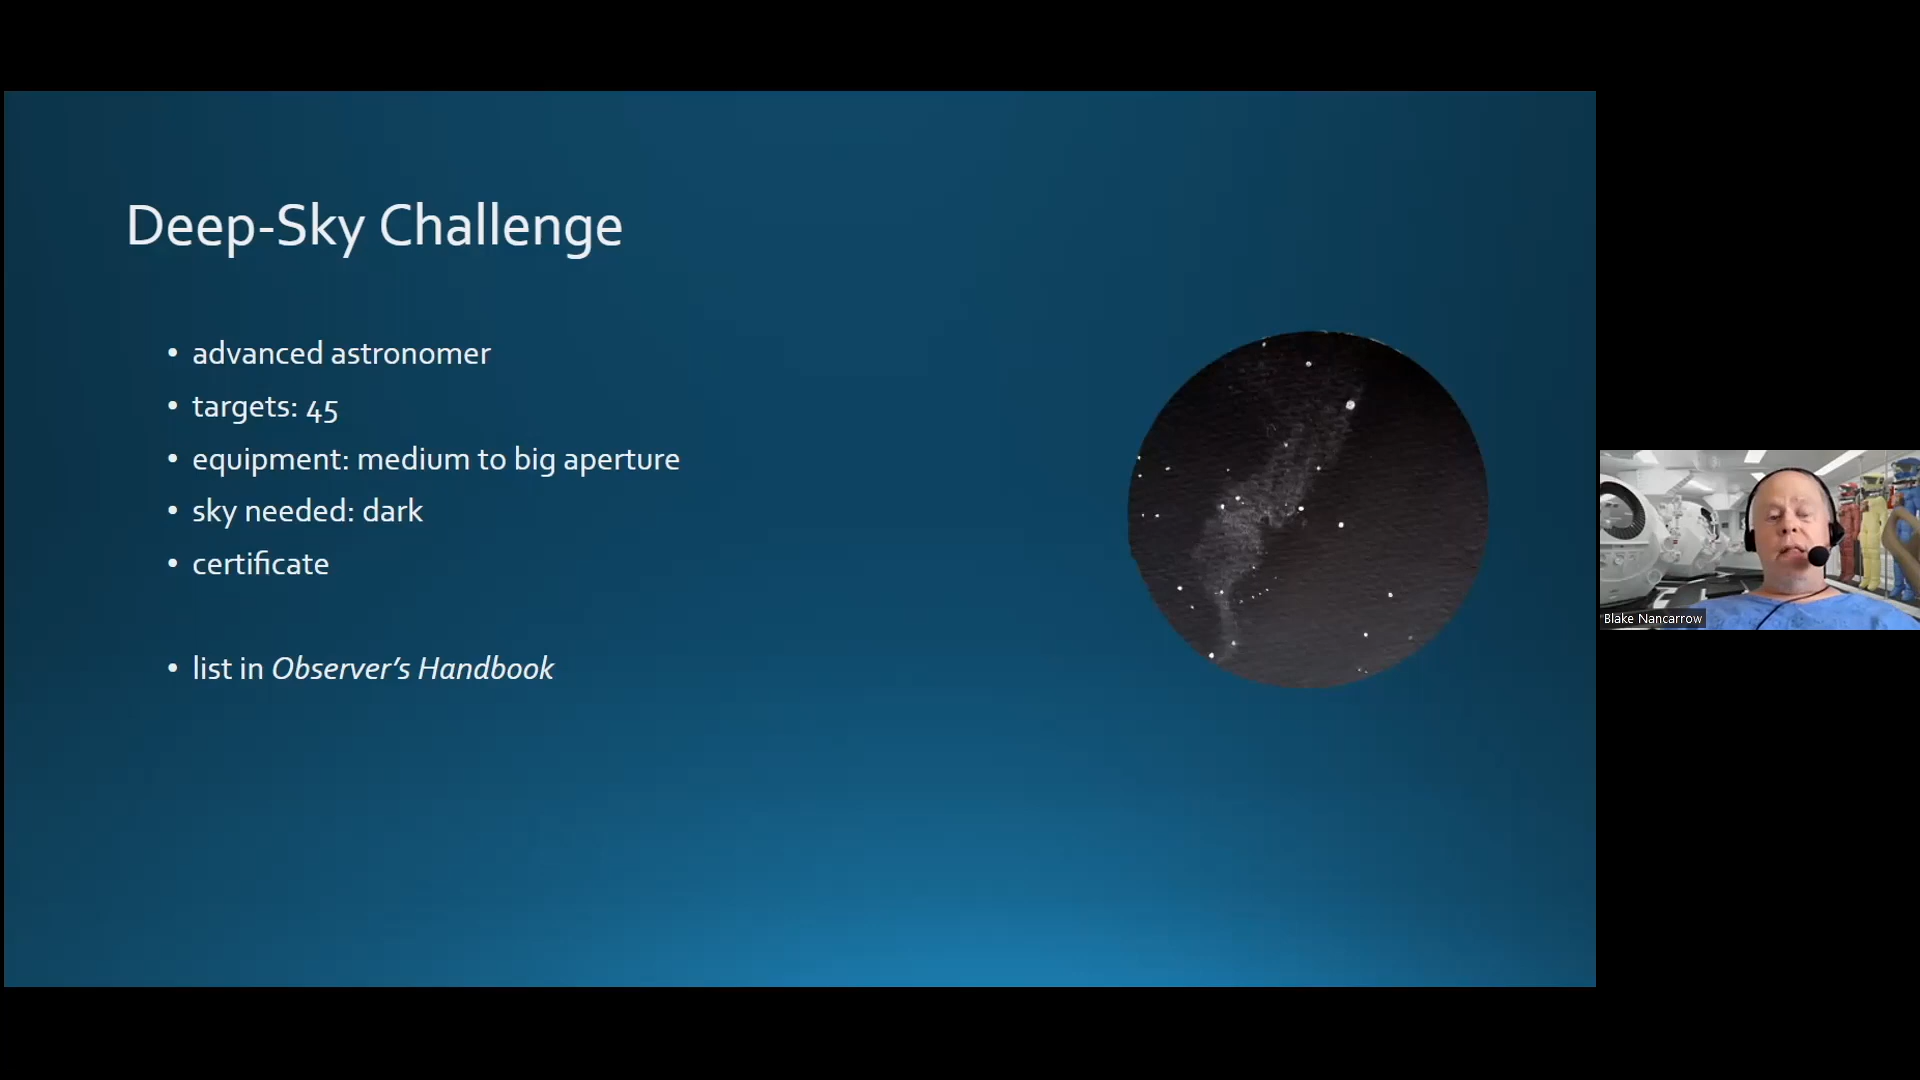 Deep-Sky Challenge
• advanced astronomer
• targets: 45
• equipment: medium to big aperture
• sky needed: dark
• certificate
• list in Observer's Handbook
Blake Nancarrow